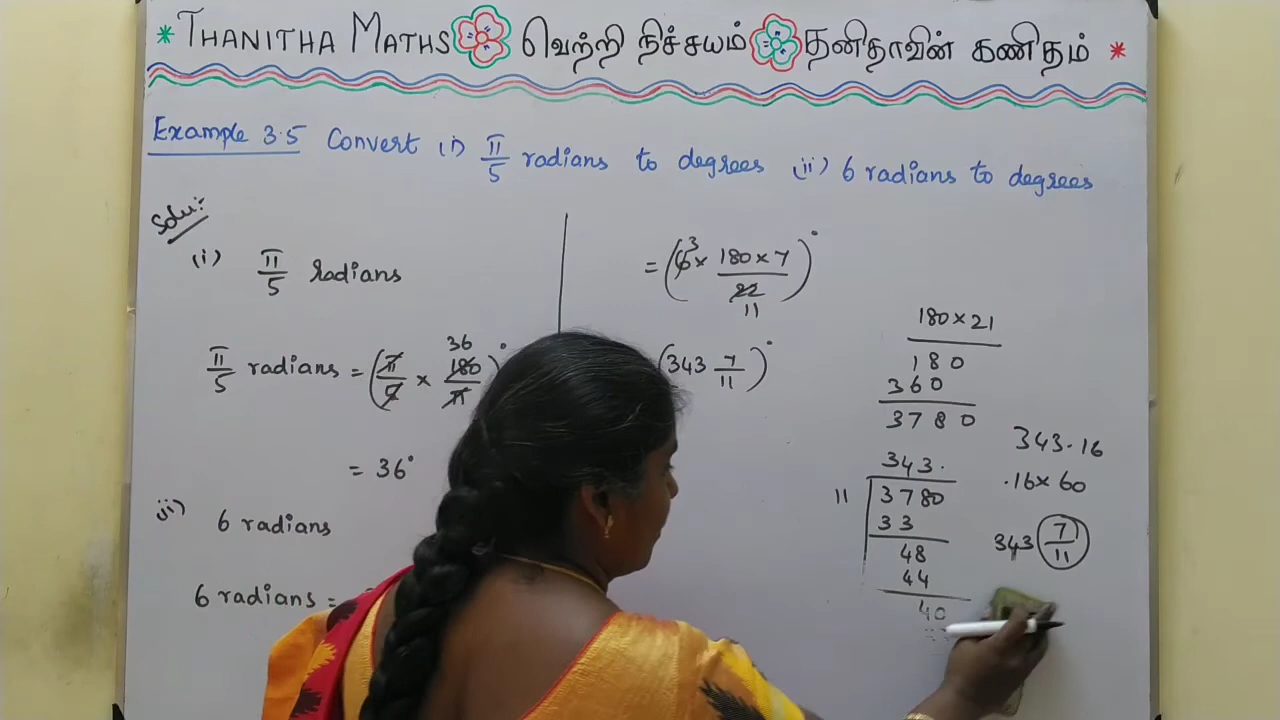 * THANITHA MATHS வெற்றி நிச்சயம் தனிதாவின் கணிதம் *
Example 3.5 Convert (i) π/5 radians to degrees (ii) 6 radians to degrees
Solu:-
(i) π/5 radians
π/5 radians = (π/5 × 180/π)° 36
= 36°
ii) 6 radians
6 radians =
= (6 3 × 180 × 7/22 11)°
(343 7/11)°
180 × 21
180
360
3780
343.
11 3780
33
48
44
40
343.16
.16 × 60
343 7/11